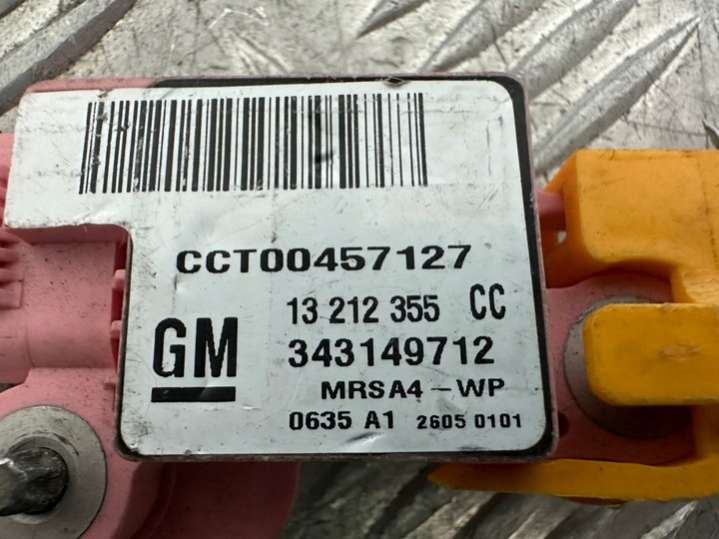 CCT00457127
13 212 355 CC
GM 343149712
MRSA4-WP
0635 A1 2605 0101